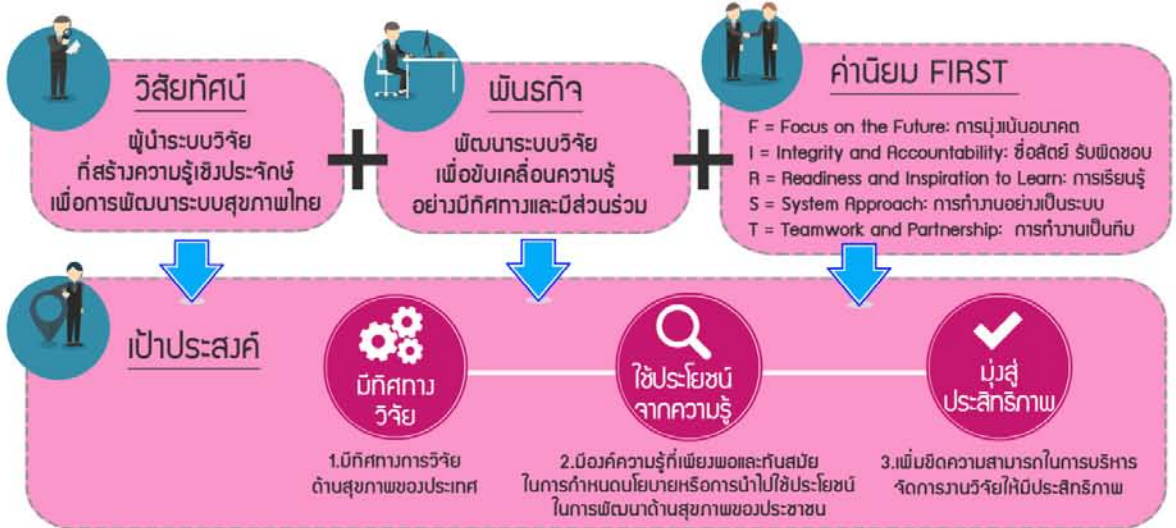 วิสัยทัศน์
ผู้นำระบบวิจัย
ที่สร้างความรู้เชิงประจักษ์
เพื่อการพัฒนาระบบสุขภาพไทย
พันธกิจ
พัฒนาระบบวิจัย
เพื่อขับเคลื่อนความรู้
อย่างมีทิศทางและมีส่วนร่วม
ค่านิยม FIRST
F = Focus on the Future: การมุ่งเน้นอนาคต
I = Integrity and Accountability: ซื่อสัตย์ รับผิดชอบ
R = Readiness and Inspiration to Learn: การเรียนรู้
S = System Approach: การทำงานอย่างเป็นระบบ
T = Teamwork and Partnership: การทำงานเป็นทีม
เป้าประสงค์
มีทิศทาง
วิจัย
1.มีทิศทางการวิจัย
ด้านสุขภาพของประเทศ
ใช้ประโยชน์
จากความรู้
2.มีองค์ความรู้ที่เพียงพอและทันสมัย
ในการกำหนดนโยบายหรือการนำไปใช้ประโยชน์
ในการพัฒนาด้านสุขภาพของประชาชน
มุ่งสู่
ประสิทธิภาพ
3.เพิ่มขีดความสามารถในการบริหาร
จัดการงานวิจัยให้มีประสิทธิภาพ